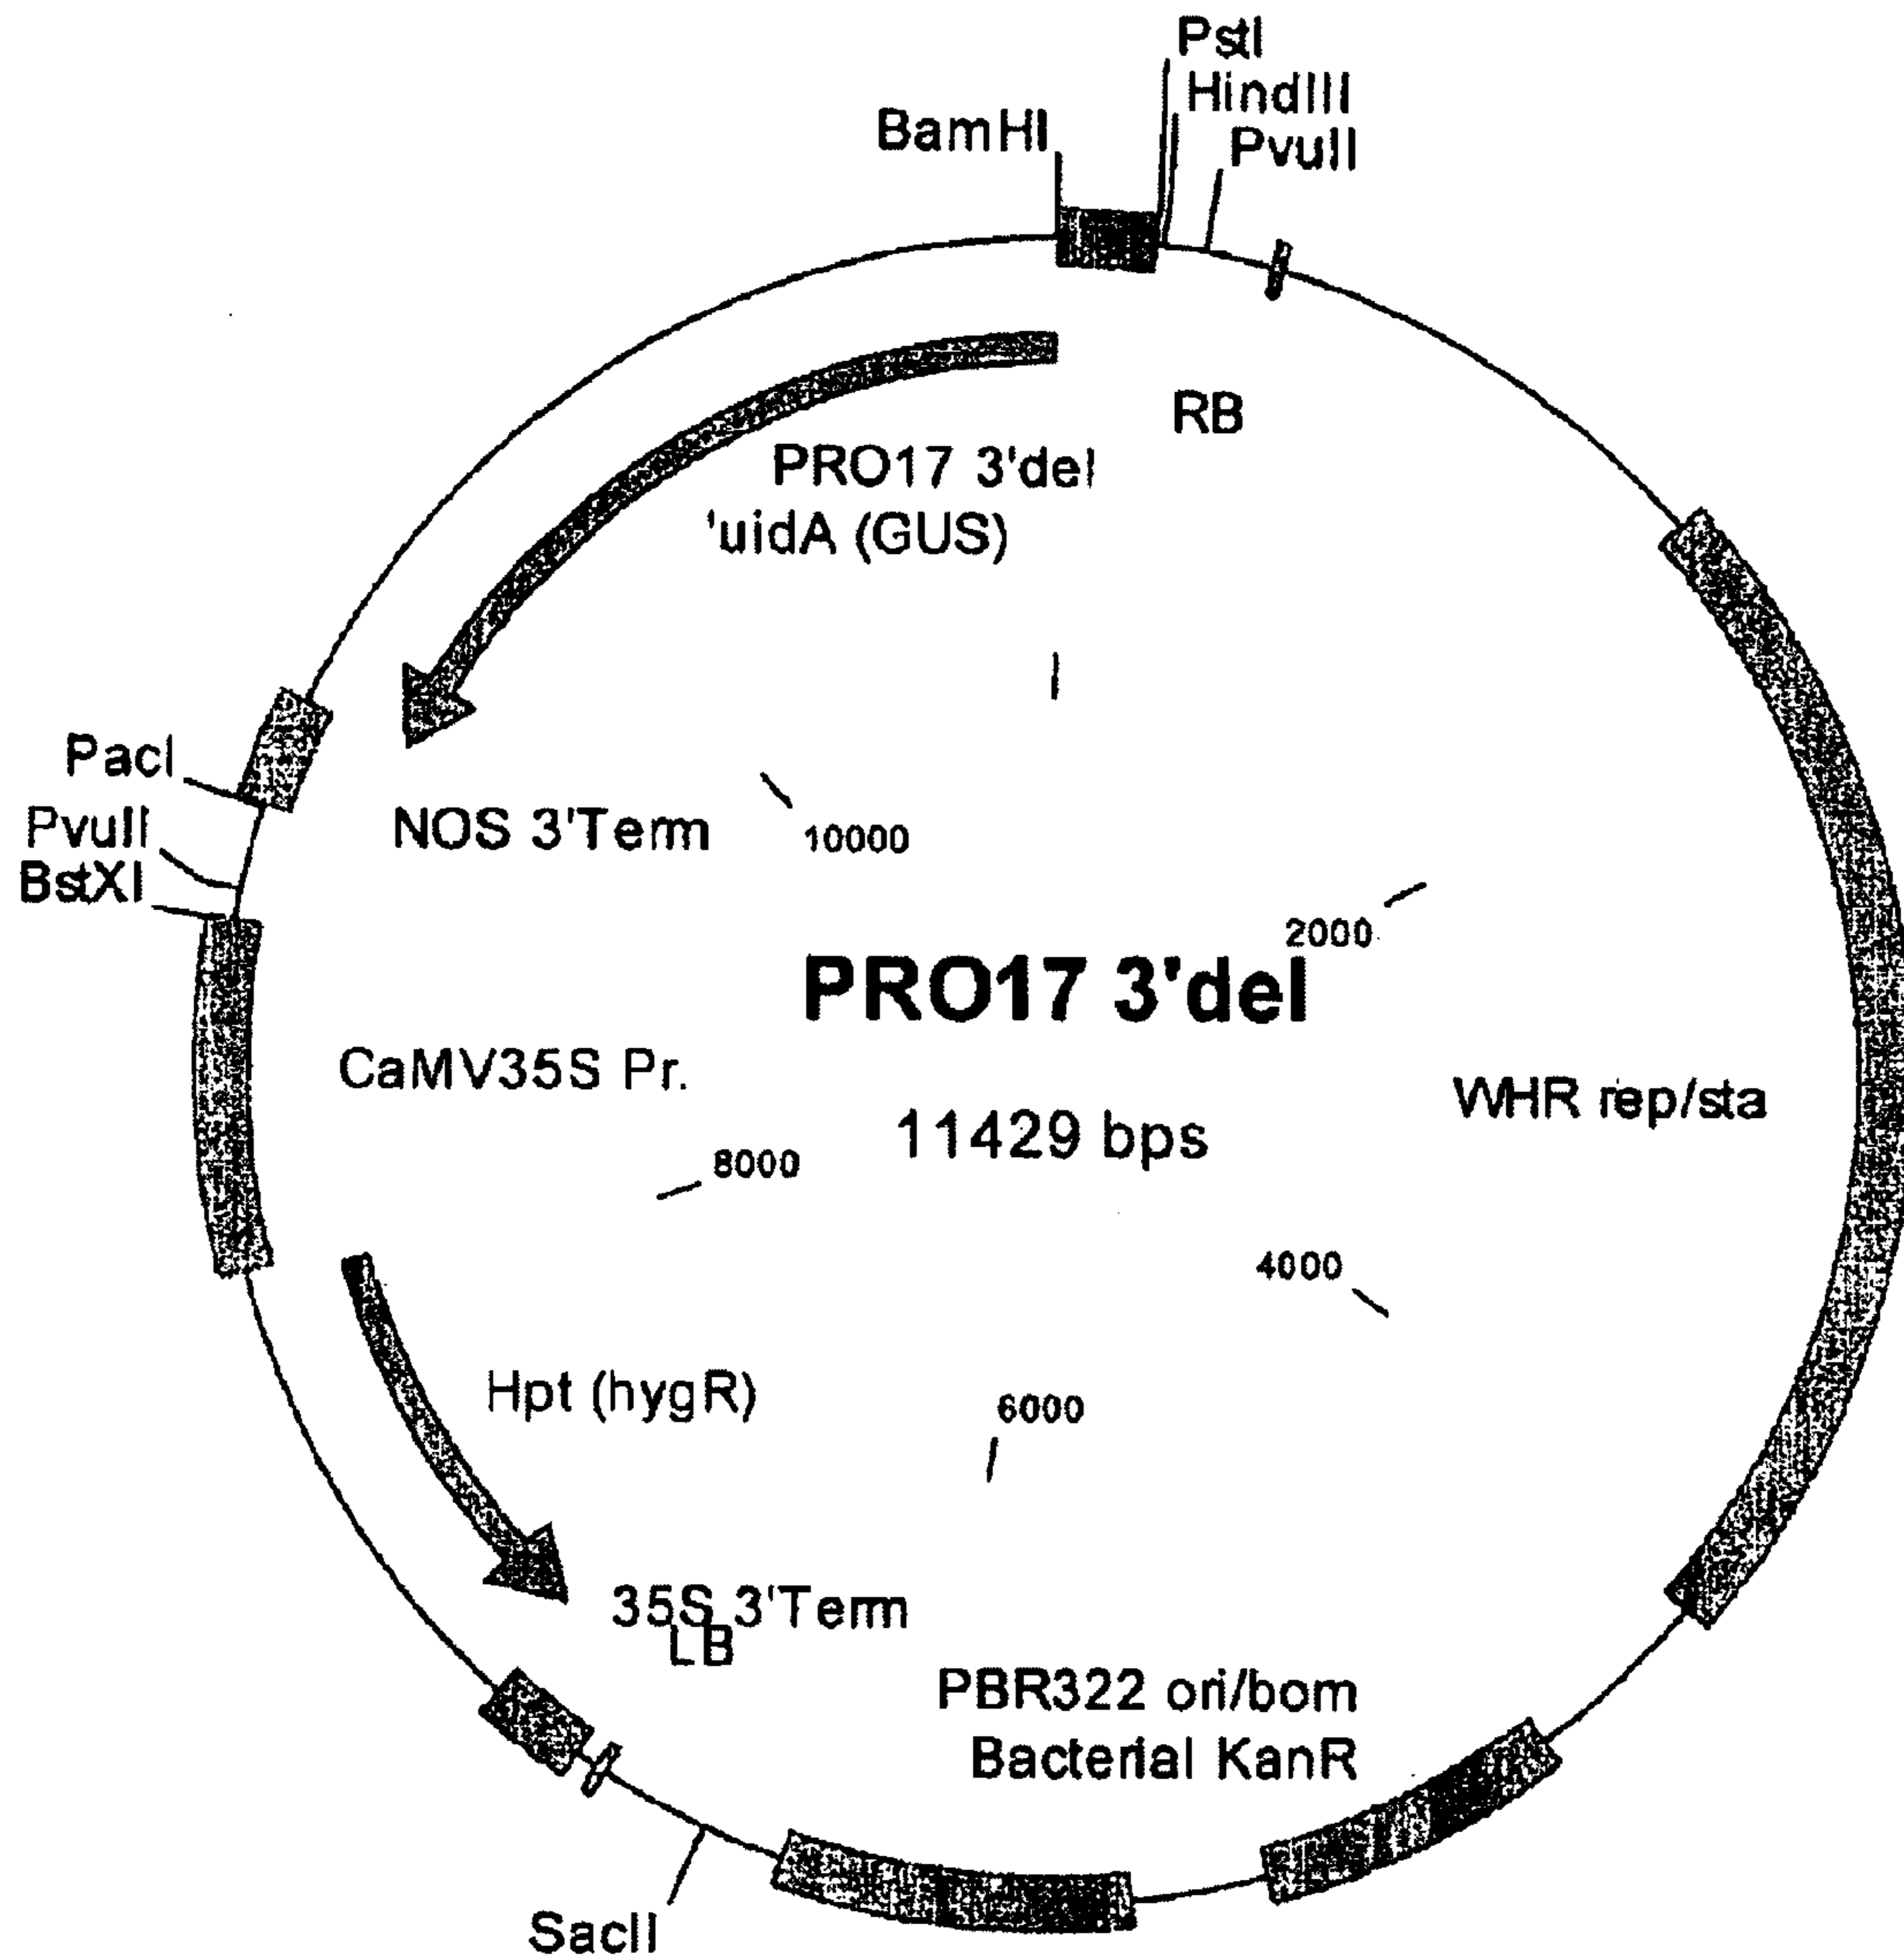 PstI
HindIII
BamHI
PvuII
RB
PRO17 3'del
'uidA (GUS)
PacI
PvuII
BstXI
NOS 3'Term
10000
2000
PRO17 3'del
11429 bps
CaMV35S Pr.
WHR rep/sta
8000
4000
Hpt (hygR)
6000
35S 3'Term
LB
PBR322 ori/bom
Bacterial KanR
SacII